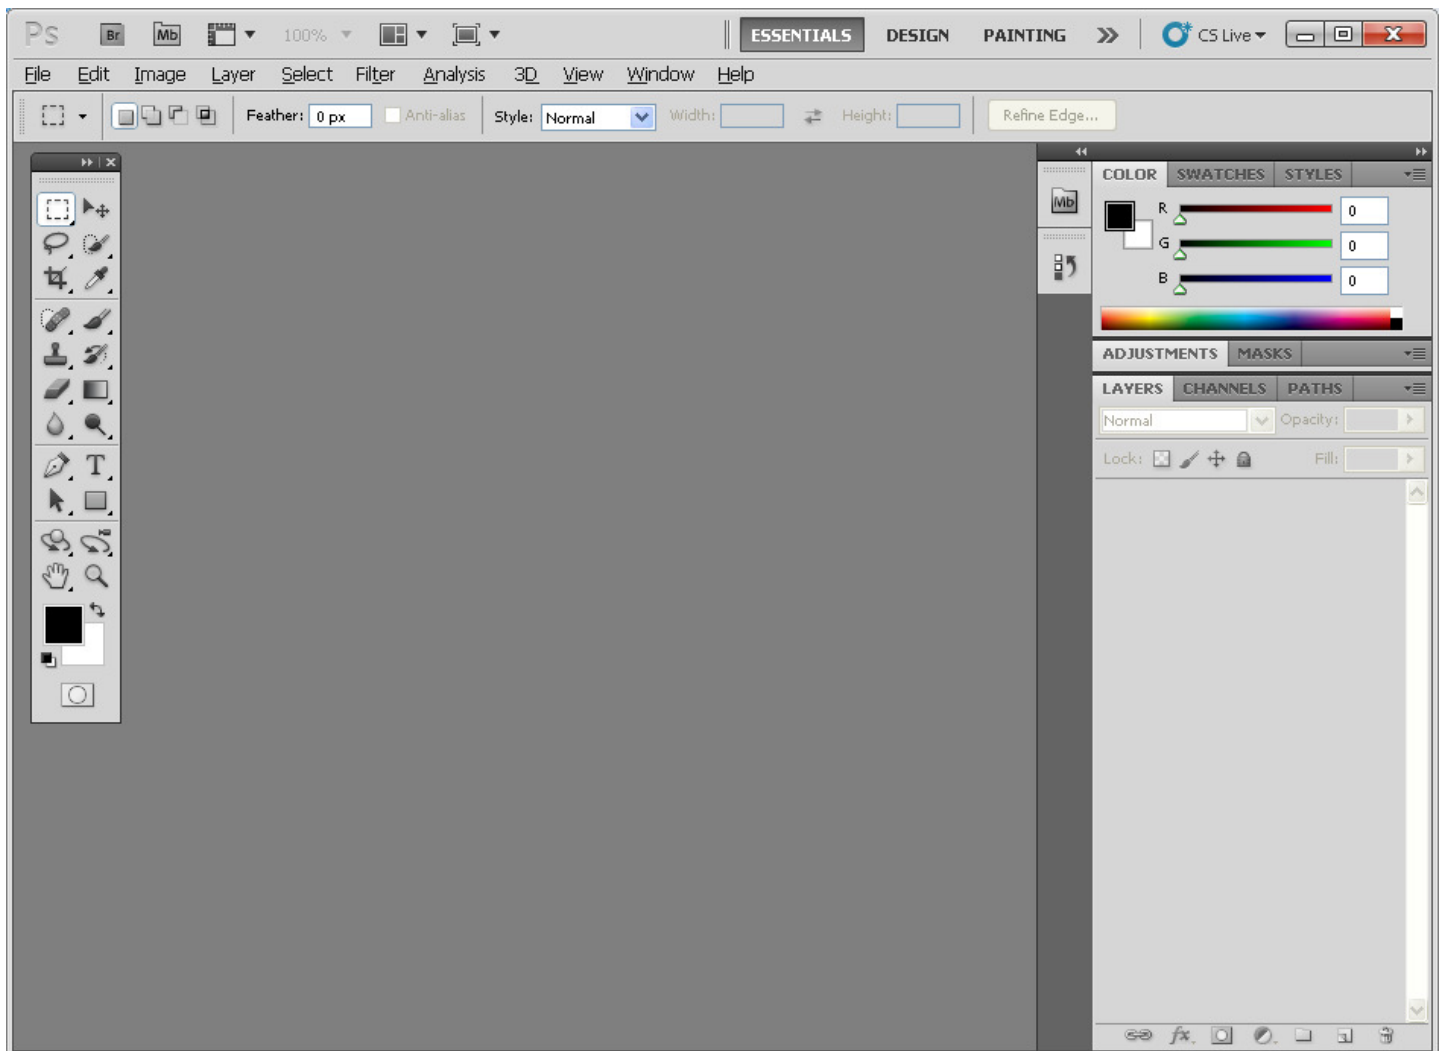 Ps Br Mb 100% ESSENTIALS DESIGN PAINTING CS Live
File Edit Image Layer Select Filter Analysis 3D View Window Help
Feather: 0 px Anti-alias Style: Normal Width: Height: Refine Edge...
COLOR SWATCHES STYLES
Mb
R 0
G 0
B 0
ADJUSTMENTS MASKS
LAYERS CHANNELS PATHS
Normal Opacity:
Lock: Fill:
T
fx